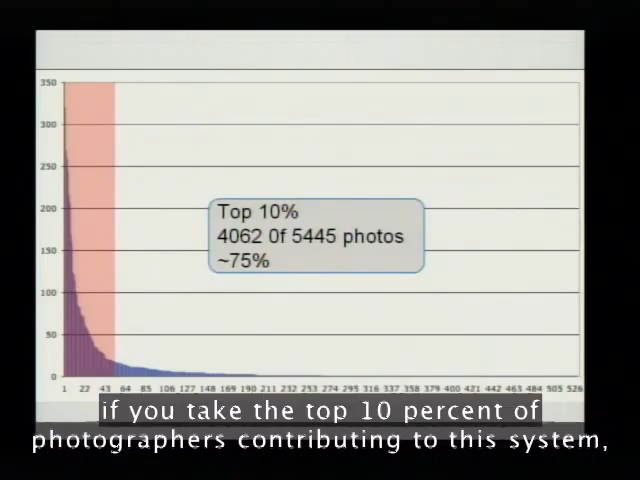 350
300
250
200
150
100
50
0
Top 10%
4062 0f 5445 photos
~75%
1 22 43 64 85 106 127 148 169 190 211 232 253 274 295 316 337 358 379 400 421 442 463 484 505 526
if you take the top 10 percent of
photographers contributing to this system,